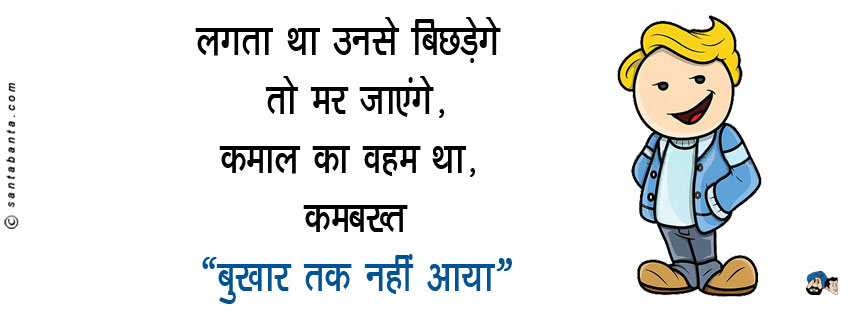 लगता था उनसे बिछड़ेगे
तो मर जाएंगे,
कमाल का वहम था,
कमबख्त
“बुखार तक नहीं आया”
© santabanta.com